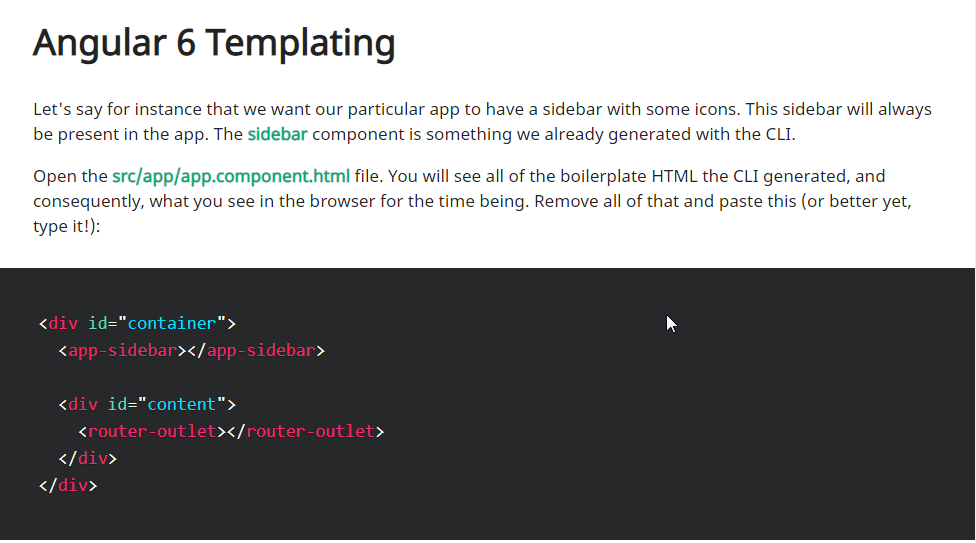 Angular 6 Templating
Let's say for instance that we want our particular app to have a sidebar with some icons. This sidebar will always
be present in the app. The sidebar component is something we already generated with the CLI.
Open the src/app/app.component.html file. You will see all of the boilerplate HTML the CLI generated, and
consequently, what you see in the browser for the time being. Remove all of that and paste this (or better yet,
type it!):
<div id="container">
  <app-sidebar></app-sidebar>
  <div id="content">
    <router-outlet></router-outlet>
  </div>
</div>